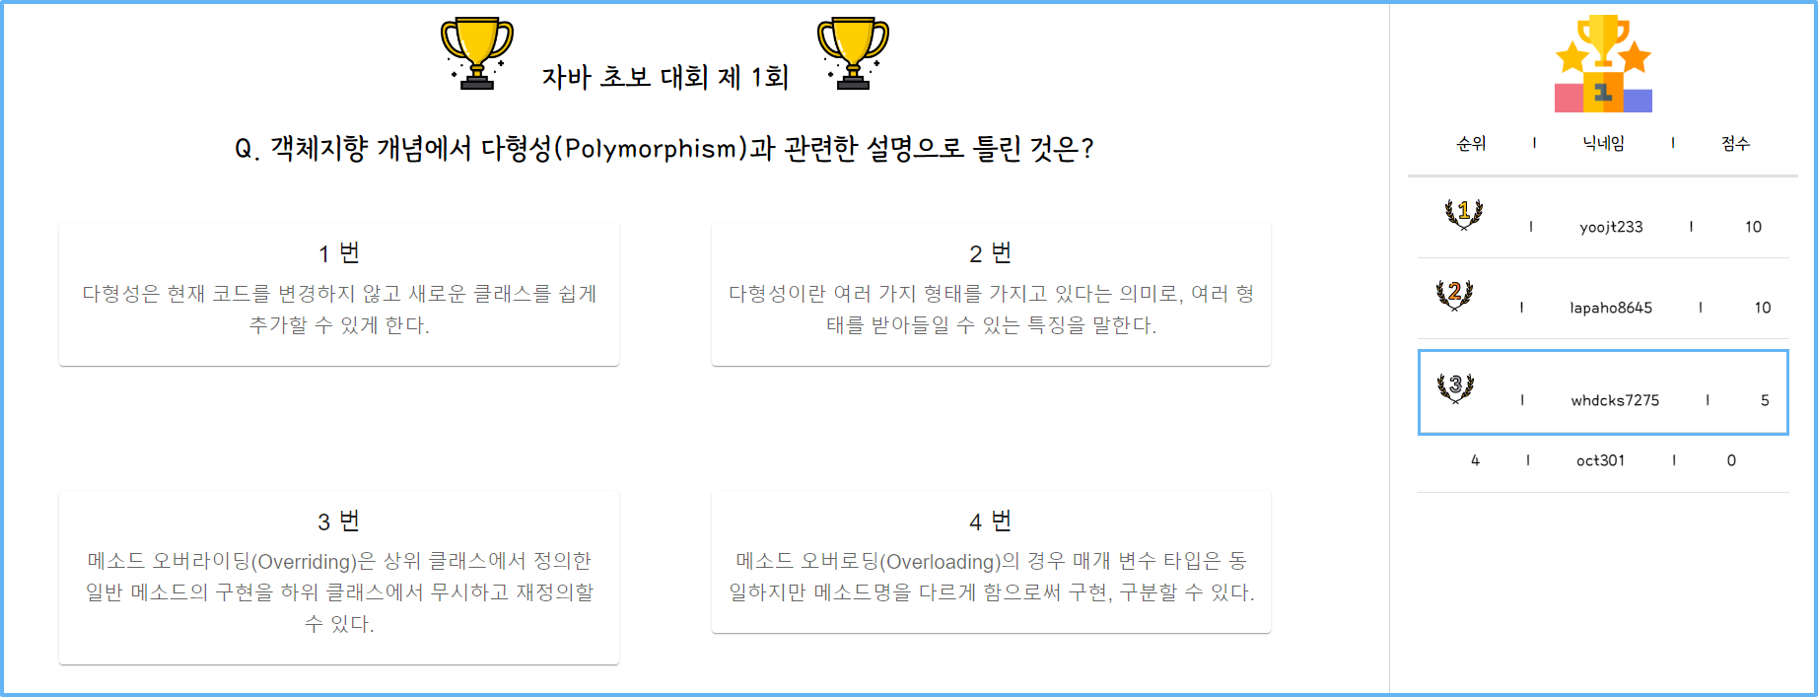 자바 초보 대회 제 1회
Q. 객체지향 개념에서 다형성(Polymorphism)과 관련한 설명으로 틀린 것은?
1 번
다형성은 현재 코드를 변경하지 않고 새로운 클래스를 쉽게
추가할 수 있게 한다.
2 번
다형성이란 여러 가지 형태를 가지고 있다는 의미로, 여러 형
태를 받아들일 수 있는 특징을 말한다.
3 번
메소드 오버라이딩(Overriding)은 상위 클래스에서 정의한
일반 메소드의 구현을 하위 클래스에서 무시하고 재정의할
수 있다.
4 번
메소드 오버로딩(Overloading)의 경우 매개 변수 타입은 동
일하지만 메소드명을 다르게 함으로써 구현, 구분할 수 있다.
1
순위 | 닉네임 | 점수
1 | yoojt233 | 10
2 | lapaho8645 | 10
3 | whdcks7275 | 5
4 | oct301 | 0